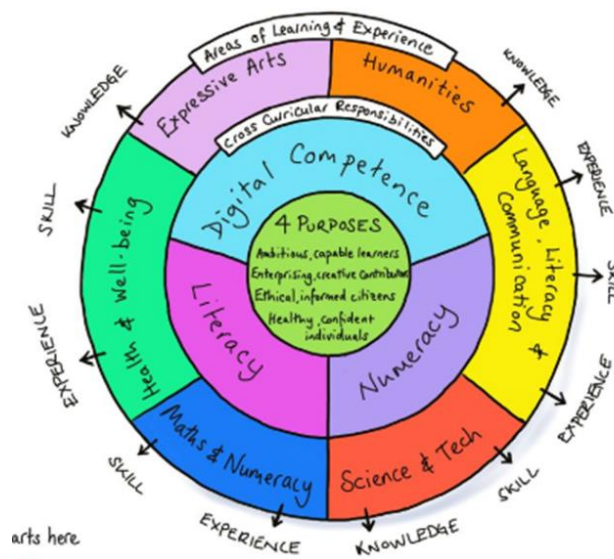 Areas of Learning & Experience
Expressive Arts
Humanities
Cross Curricular Responsibilities
Digital Competence
4 PURPOSES
Ambitious, capable learners
Enterprising, creative contributors
Ethical, informed citizens
Healthy, confident
individuals
Literacy
Numeracy
Health & Well-being
Language, Literacy &
Communication
Maths & Numeracy
Science & Tech
KNOWLEDGE
KNOWLEDGE
EXPERIENCE
SKILL
EXPERIENCE
SKILL
KNOWLEDGE
EXPERIENCE
SKILL
EXPERIENCE
SKILL
arts here